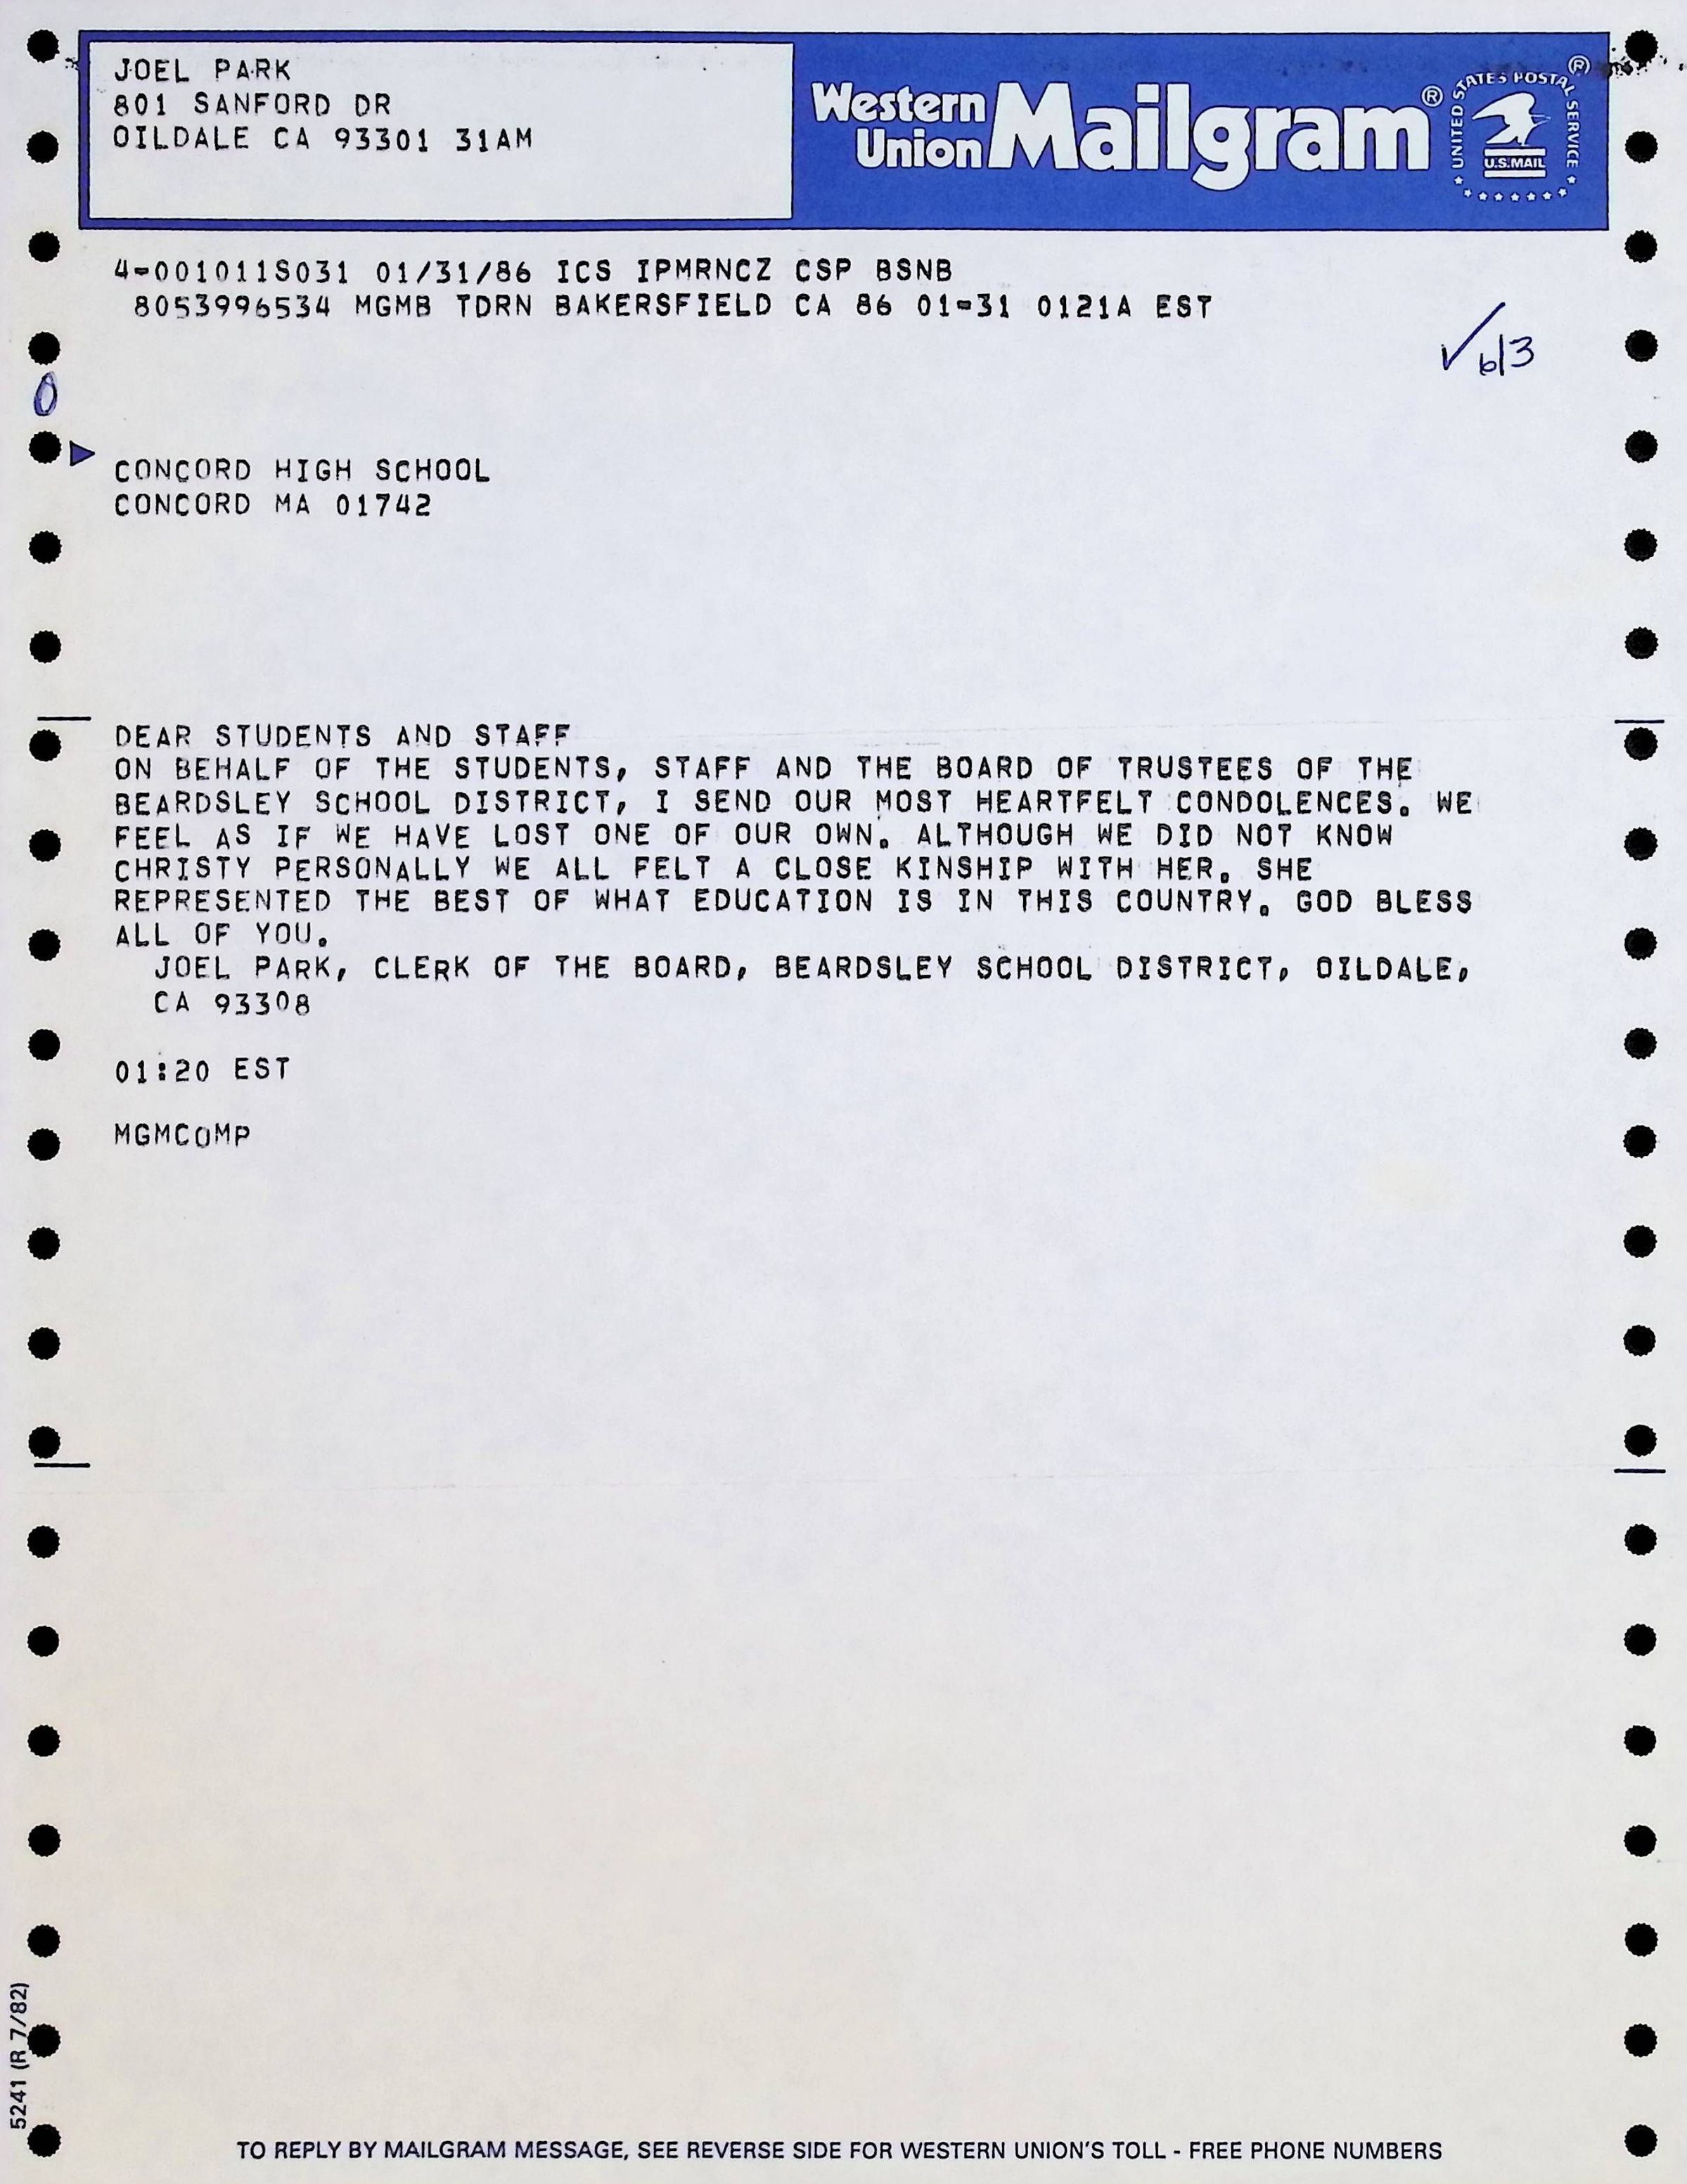 JOEL PARK
801 SANFORD DR
OILDALE CA 93301 31AM
Western
Union Mailgram®
UNITED STATES POSTAL SERVICE ®
U.S.MAIL
4-001011S031 01/31/86 ICS IPMRNCZ CSP BSNB
8053996534 MGMB TDRN BAKERSFIELD CA 86 01-31 0121A EST
✓ 6/3
CONCORD HIGH SCHOOL
CONCORD MA 01742
DEAR STUDENTS AND STAFF
ON BEHALF OF THE STUDENTS, STAFF AND THE BOARD OF TRUSTEES OF THE
BEARDSLEY SCHOOL DISTRICT, I SEND OUR MOST HEARTFELT CONDOLENCES. WE
FEEL AS IF WE HAVE LOST ONE OF OUR OWN. ALTHOUGH WE DID NOT KNOW
CHRISTY PERSONALLY WE ALL FELT A CLOSE KINSHIP WITH HER. SHE
REPRESENTED THE BEST OF WHAT EDUCATION IS IN THIS COUNTRY. GOD BLESS
ALL OF YOU.
JOEL PARK, CLERK OF THE BOARD, BEARDSLEY SCHOOL DISTRICT, OILDALE,
CA 93308
01:20 EST
MGMCOMP
5241 (R 7/82)
TO REPLY BY MAILGRAM MESSAGE, SEE REVERSE SIDE FOR WESTERN UNION'S TOLL - FREE PHONE NUMBERS